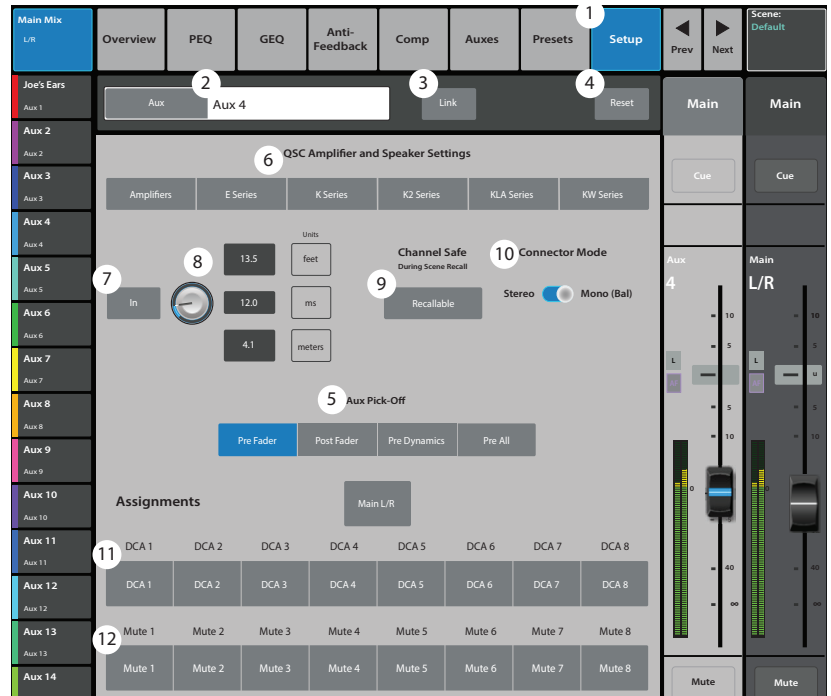 Main Mix
L/R
Overview
PEQ
GEQ
Anti-
Feedback
Comp
Auxes
Presets
1
Setup
Prev
Next
Scene:
Default
Joe's Ears
Aux 1
Aux 2
Aux 2
Aux 3
Aux 3
Aux 4
Aux 4
Aux 5
Aux 5
Aux 6
Aux 6
Aux 7
Aux 7
Aux 8
Aux 8
Aux 9
Aux 9
Aux 10
Aux 10
Aux 11
Aux 11
Aux 12
Aux 12
Aux 13
Aux 13
Aux 14
2
Aux
Aux 4
3
Link
4
Reset
6
QSC Amplifier and Speaker Settings
Amplifiers
E Series
K Series
K2 Series
KLA Series
KW Series
7
In
8
Units
13.5
feet
12.0
ms
4.1
meters
Channel Safe
During Scene Recall
9
Recallable
10
Connector Mode
Stereo
Mono (Bal)
5
Aux Pick-Off
Pre Fader
Post Fader
Pre Dynamics
Pre All
Assignments
Main L/R
11
DCA 1 DCA 2 DCA 3 DCA 4 DCA 5 DCA 6 DCA 7 DCA 8
DCA 1 DCA 2 DCA 3 DCA 4 DCA 5 DCA 6 DCA 7 DCA 8
12
Mute 1 Mute 2 Mute 3 Mute 4 Mute 5 Mute 6 Mute 7 Mute 8
Mute 1 Mute 2 Mute 3 Mute 4 Mute 5 Mute 6 Mute 7 Mute 8
Main
Cue
Aux
4
10
5
L
5
10
0
40
∞
Mute
Main
Cue
Main
L/R
10
5
L
u
5
10
0
40
∞
Mute